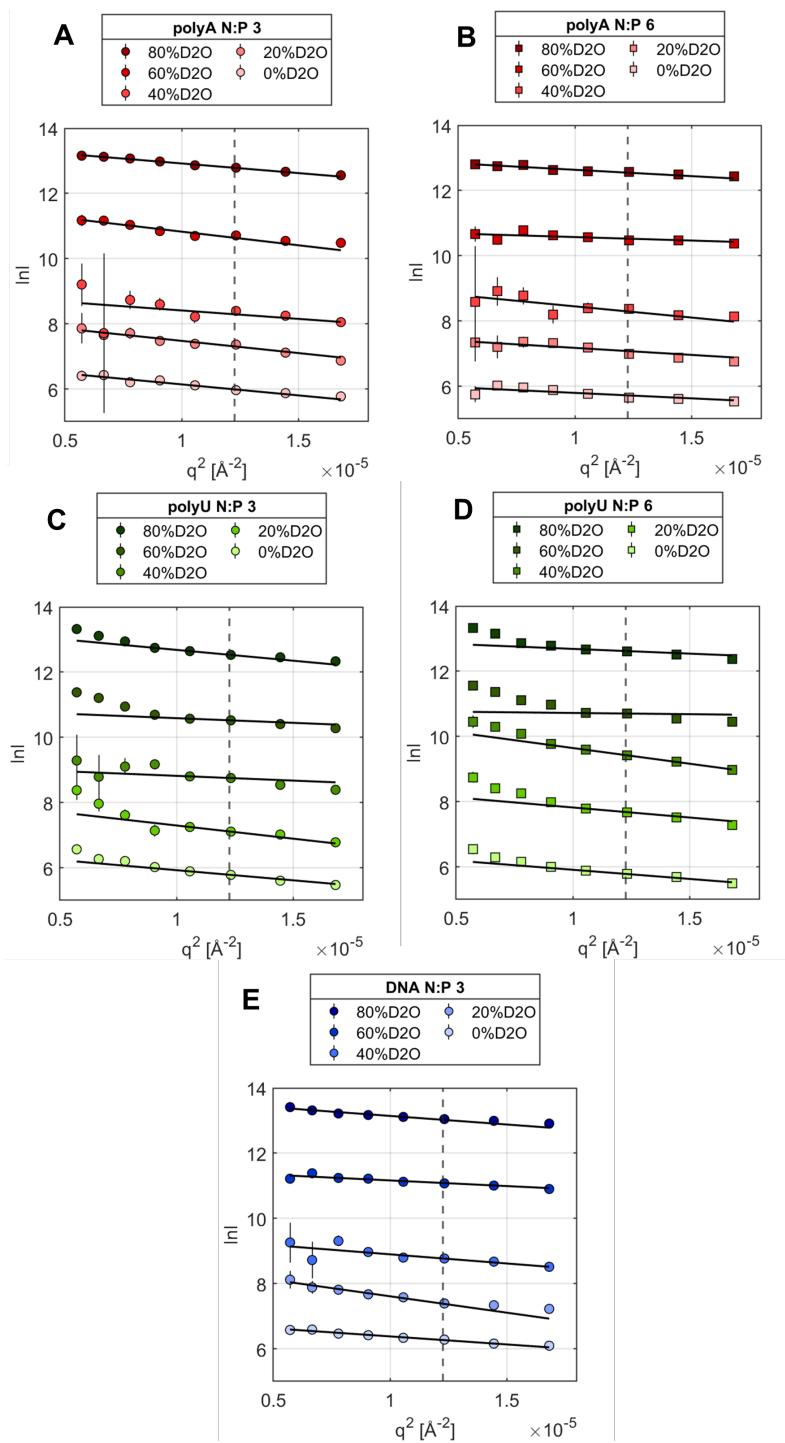 A
polyA N:P 3
80%D2O 20%D2O
60%D2O 0%D2O
40%D2O
14
12
10
8
6
lnI
0.5 1 1.5
×10-5
q2 [Å-2]
B
polyA N:P 6
80%D2O 20%D2O
60%D2O 0%D2O
40%D2O
14
12
10
8
6
lnI
0.5 1 1.5
×10-5
q2 [Å-2]
C
polyU N:P 3
80%D2O 20%D2O
60%D2O 0%D2O
40%D2O
14
12
10
8
6
lnI
0.5 1 1.5
×10-5
q2 [Å-2]
D
polyU N:P 6
80%D2O 20%D2O
60%D2O 0%D2O
40%D2O
14
12
10
8
6
lnI
0.5 1 1.5
×10-5
q2 [Å-2]
E
DNA N:P 3
80%D2O 20%D2O
60%D2O 0%D2O
40%D2O
14
12
10
8
6
lnI
0.5 1 1.5
×10-5
q2 [Å-2]